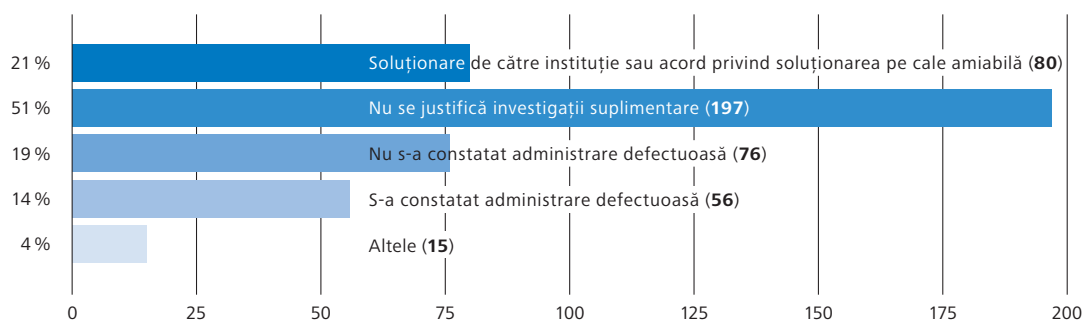 21 % Soluționare de către instituție sau acord privind soluționarea pe cale amiabilă (80)
51 % Nu se justifică investigații suplimentare (197)
19 % Nu s-a constatat administrare defectuoasă (76)
14 % S-a constatat administrare defectuoasă (56)
4 % Altele (15)
0 25 50 75 100 125 150 175 200